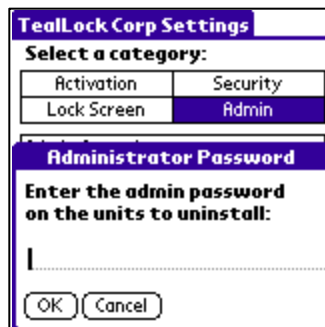 TealLock Corp Settings
Select a category:
Activation Security
Lock Screen Admin
Administrator Password
Enter the admin password
on the units to uninstall:
OK Cancel